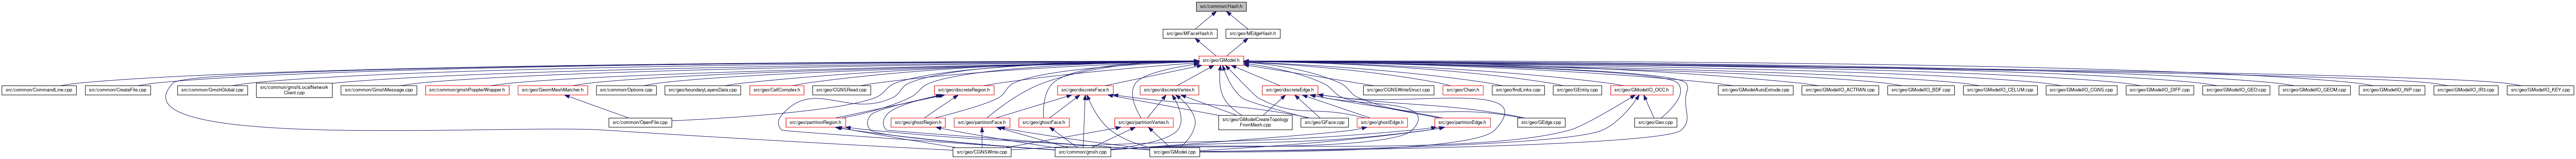 src/common/Hash.h
src/geo/MFaceHash.h
src/geo/MEdgeHash.h
src/geo/GModel.h
src/common/CommandLine.cpp
src/common/CreateFile.cpp
src/common/GmshGlobal.cpp
src/common/gmshLocalNetwork
Client.cpp
src/common/GmshMessage.cpp
src/common/gmshPopplerWrapper.h
src/geo/GeomMeshMatcher.h
src/common/Options.cpp
src/geo/boundaryLayersData.cpp
src/geo/CellComplex.h
src/geo/CGNSRead.cpp
src/geo/discreteRegion.h
src/geo/discreteFace.h
src/geo/discreteVertex.h
src/geo/discreteEdge.h
src/geo/CGNSWriteStruct.cpp
src/geo/Chain.h
src/geo/findLinks.cpp
src/geo/GEntity.cpp
src/geo/GModelIO_OCC.h
src/geo/GModelAutoExtrude.cpp
src/geo/GModelIO_ACTRAN.cpp
src/geo/GModelIO_BDF.cpp
src/geo/GModelIO_CELUM.cpp
src/geo/GModelIO_CGNS.cpp
src/geo/GModelIO_DIFF.cpp
src/geo/GModelIO_GEO.cpp
src/geo/GModelIO_GEOM.cpp
src/geo/GModelIO_INP.cpp
src/geo/GModelIO_IR3.cpp
src/geo/GModelIO_KEY.cpp
src/common/OpenFile.cpp
src/geo/partitionRegion.h
src/geo/ghostRegion.h
src/geo/partitionFace.h
src/geo/ghostFace.h
src/geo/partitionVertex.h
src/geo/GModelCreateTopology
FromMesh.cpp
src/geo/GFace.cpp
src/geo/ghostEdge.h
src/geo/partitionEdge.h
src/geo/GEdge.cpp
src/geo/Geo.cpp
src/geo/CGNSWrite.cpp
src/common/gmsh.cpp
src/geo/GModel.cpp